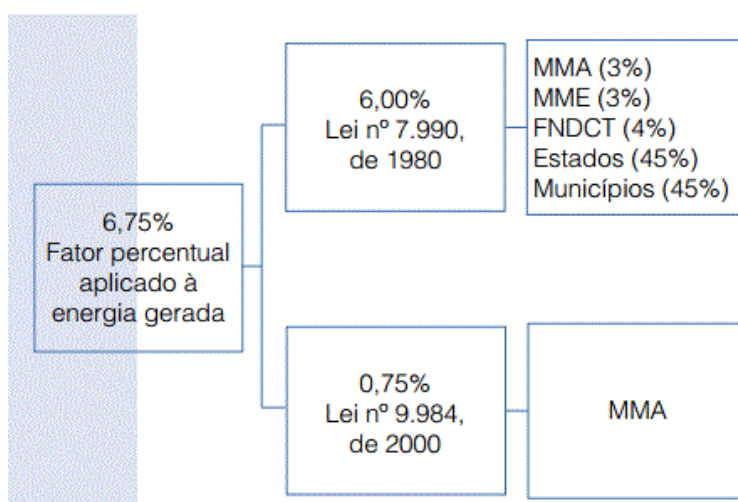 6,75%
Fator percentual
aplicado à
energia gerada
6,00%
Lei nº 7.990,
de 1980
MMA (3%)
MME (3%)
FNDCT (4%)
Estados (45%)
Municípios (45%)
0,75%
Lei nº 9.984,
de 2000
MMA